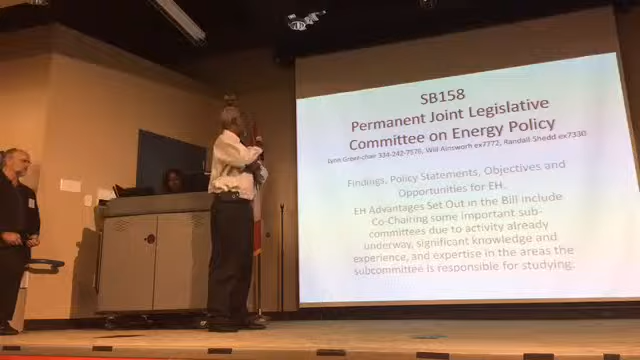 SB158
Permanent Joint Legislative
Committee on Energy Policy
Lynn Greer-chair 334-242-7576, Will Ainsworth ex7772, Randall Shedd ex7330
Findings, Policy Statements, Objectives and
Opportunities for EH.
EH Advantages Set Out in the Bill include
Co-Chairing some important sub-
committees due to activity already
underway, significant knowledge and
experience, and expertise in the areas the
subcommittee is responsible for studying.